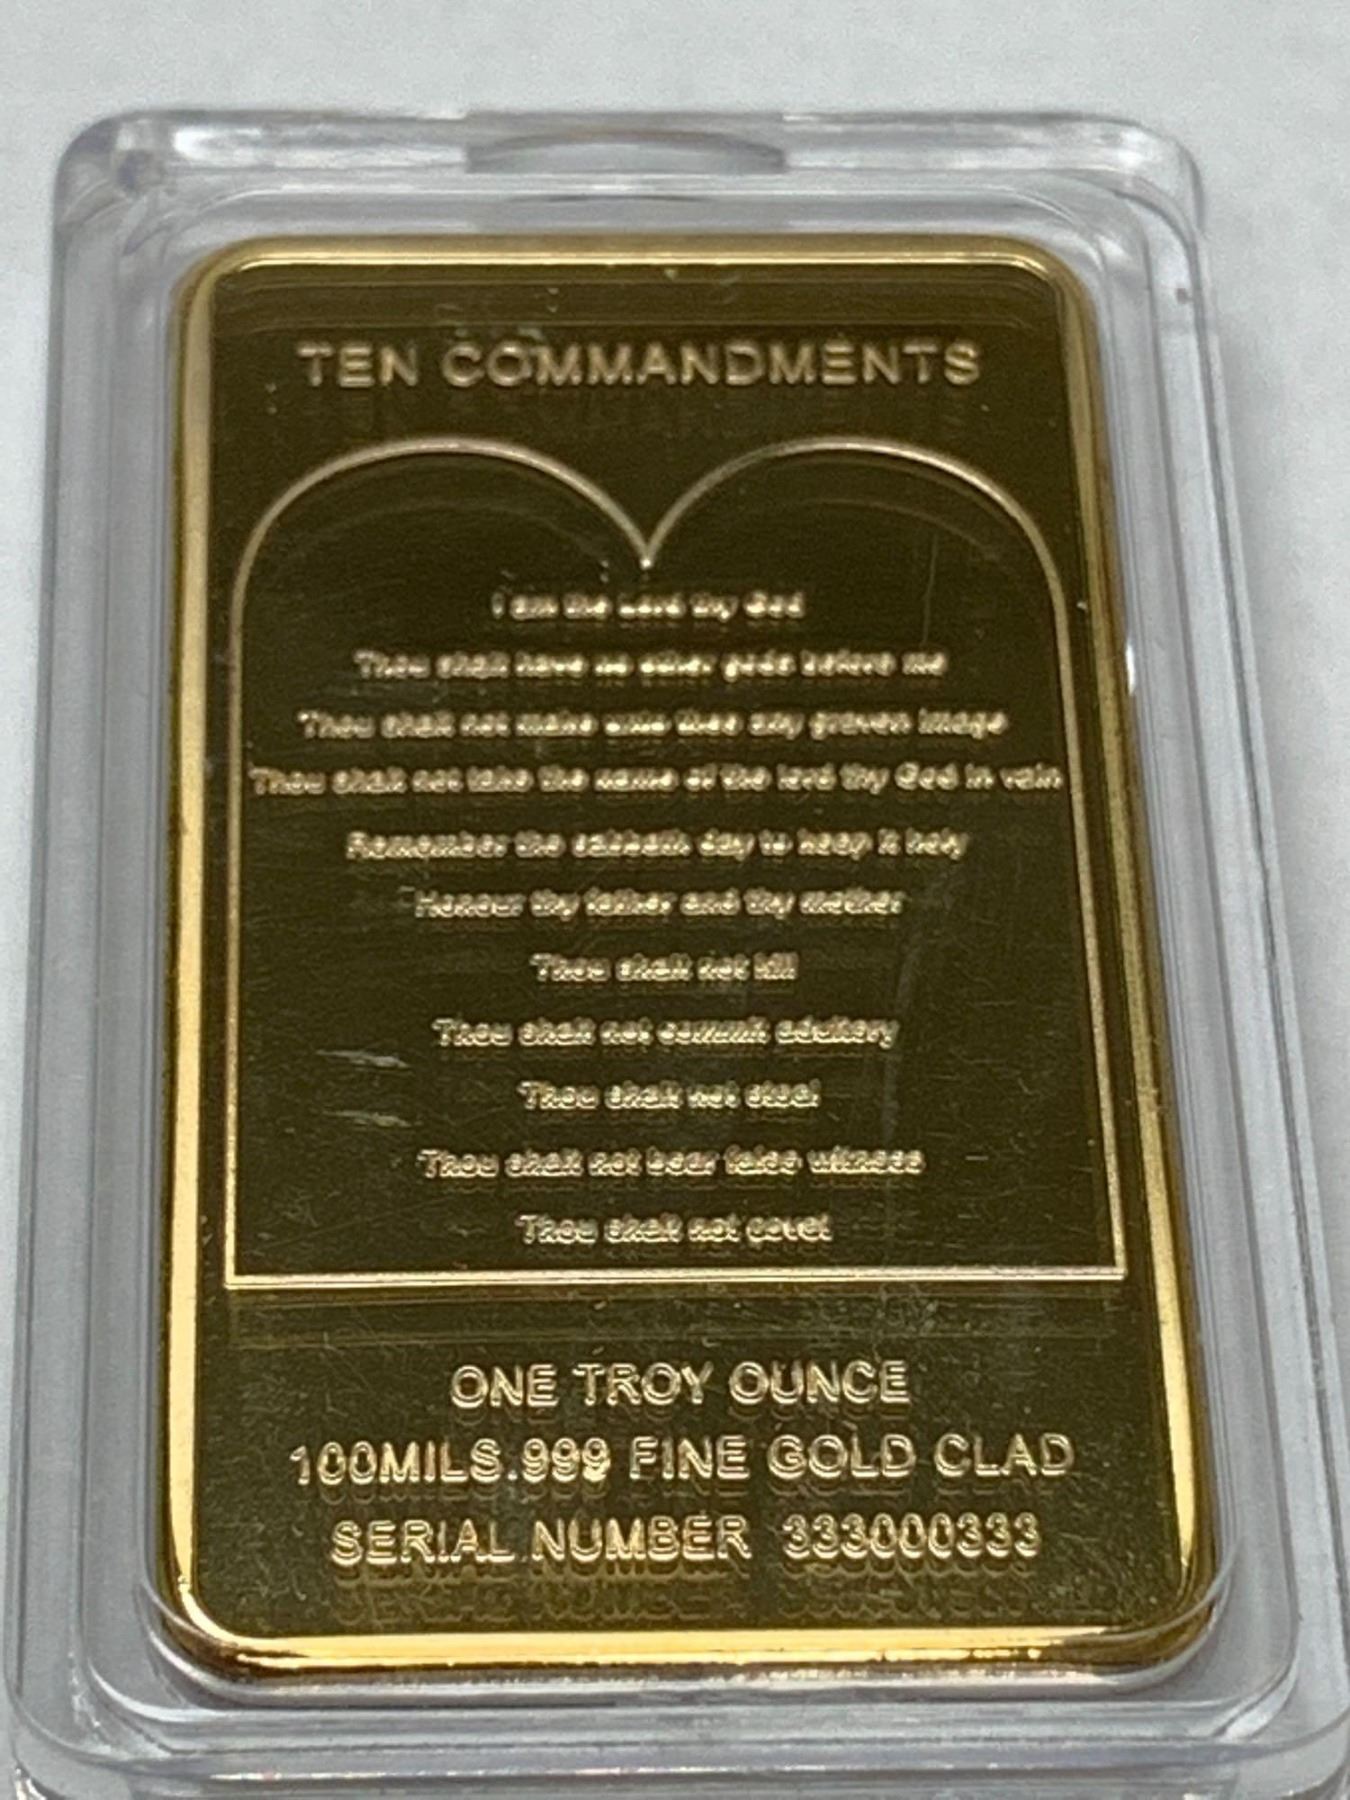 TEN COMMANDMENTS
I am the Lord thy God
Thou shalt have no other gods before me
Thou shalt not make unto thee any graven image
Thou shalt not take the name of the lord thy God in vain
Remember the sabbath day to keep it holy
Honour thy father and thy mother
Thou shalt not kill
Thou shalt not commit adultery
Thou shalt not steal
Thou shalt not bear false witness
Thou shalt not covet
ONE TROY OUNCE
100MILS.999 FINE GOLD CLAD
SERIAL NUMBER 333000333